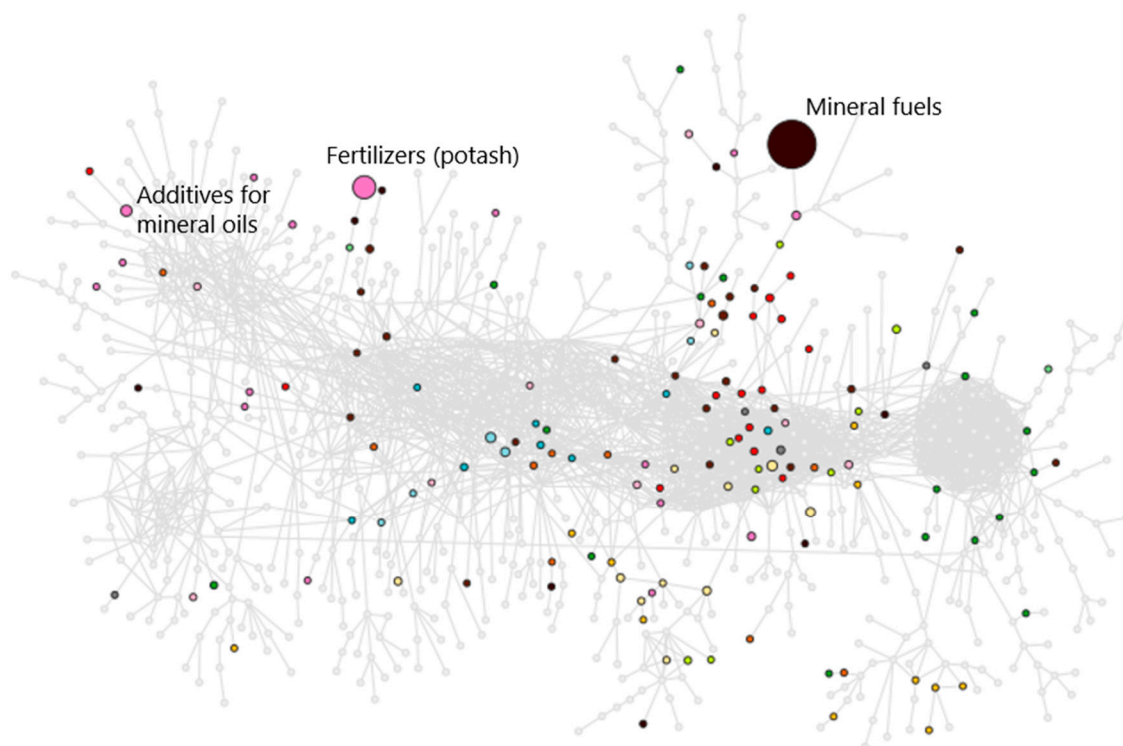 Mineral fuels
Fertilizers (potash)
Additives for
mineral oils